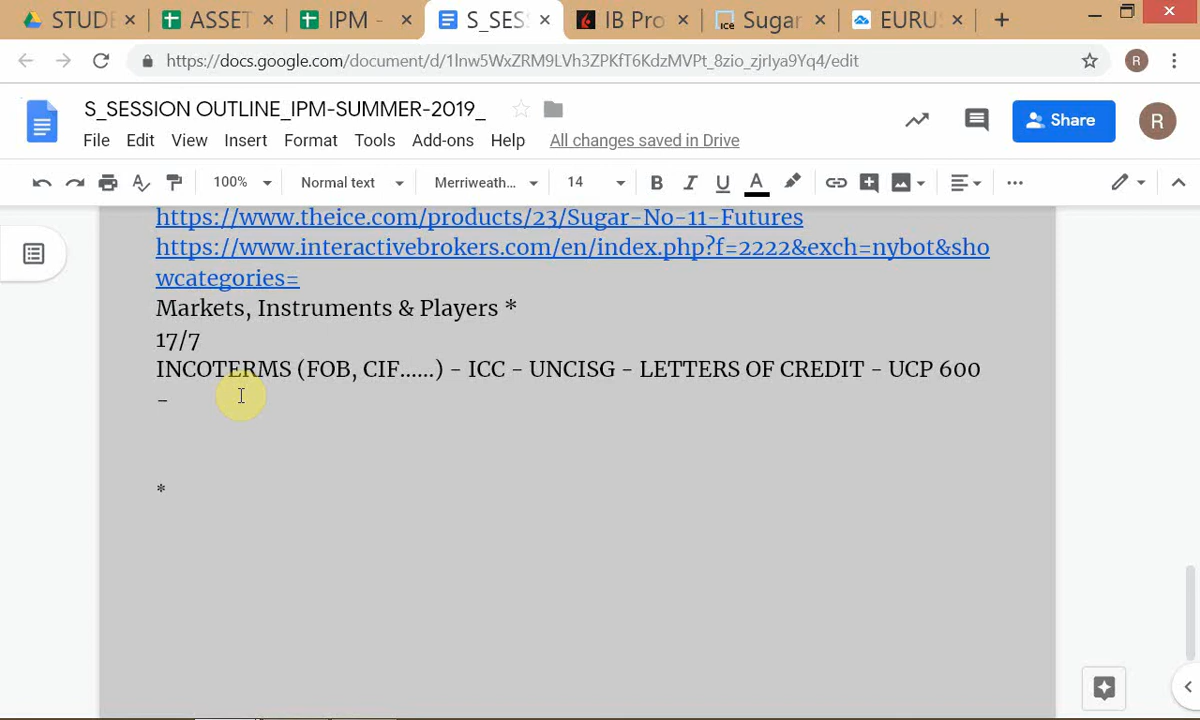 STUDE
ASSET
IPM -
S_SES
IB Pro
ice Sugar
EURU
https://docs.google.com/document/d/1lnw5WxZRM9LVh3ZPKfT6KdzMVPt_8zio_zjrlya9Yq4/edit
R
S_SESSION OUTLINE_IPM-SUMMER-2019_
File Edit View Insert Format Tools Add-ons Help All changes saved in Drive
Share
R
100% Normal text Merriweath... 14 B I U A
https://www.theice.com/products/23/Sugar-No-11-Futures
https://www.interactivebrokers.com/en/index.php?f=2222&exch=nybot&sho
wcategories=
Markets, Instruments & Players *
17/7
INCOTERMS (FOB, CIF......) - ICC - UNCISG - LETTERS OF CREDIT - UCP 600
-
*